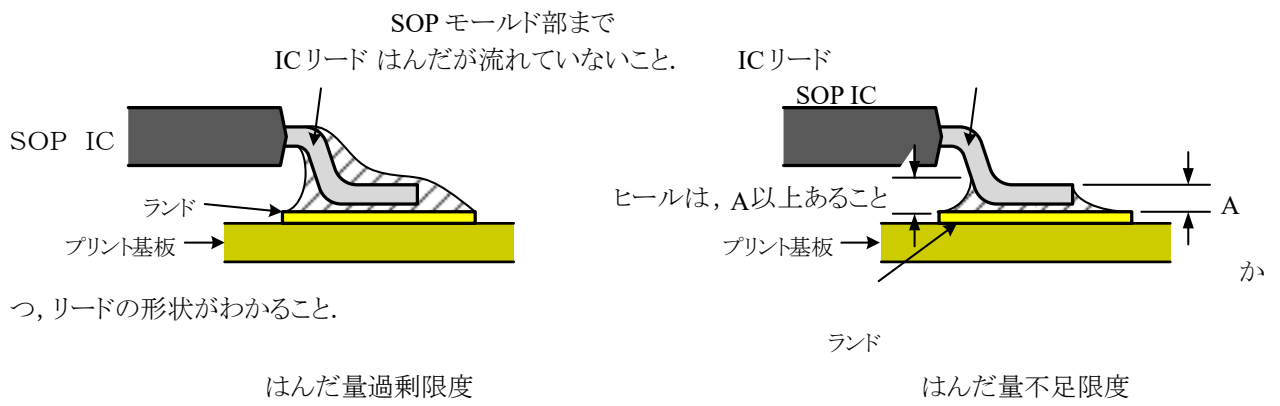 SOP モールド部まで
ICリード はんだが流れていないこと.
SOP IC
ランド
プリント基板
つ, リードの形状がわかること.
はんだ量過剰限度
ICリード
SOP IC
ヒールは, A以上あること
A
プリント基板
か
ランド
はんだ量不足限度